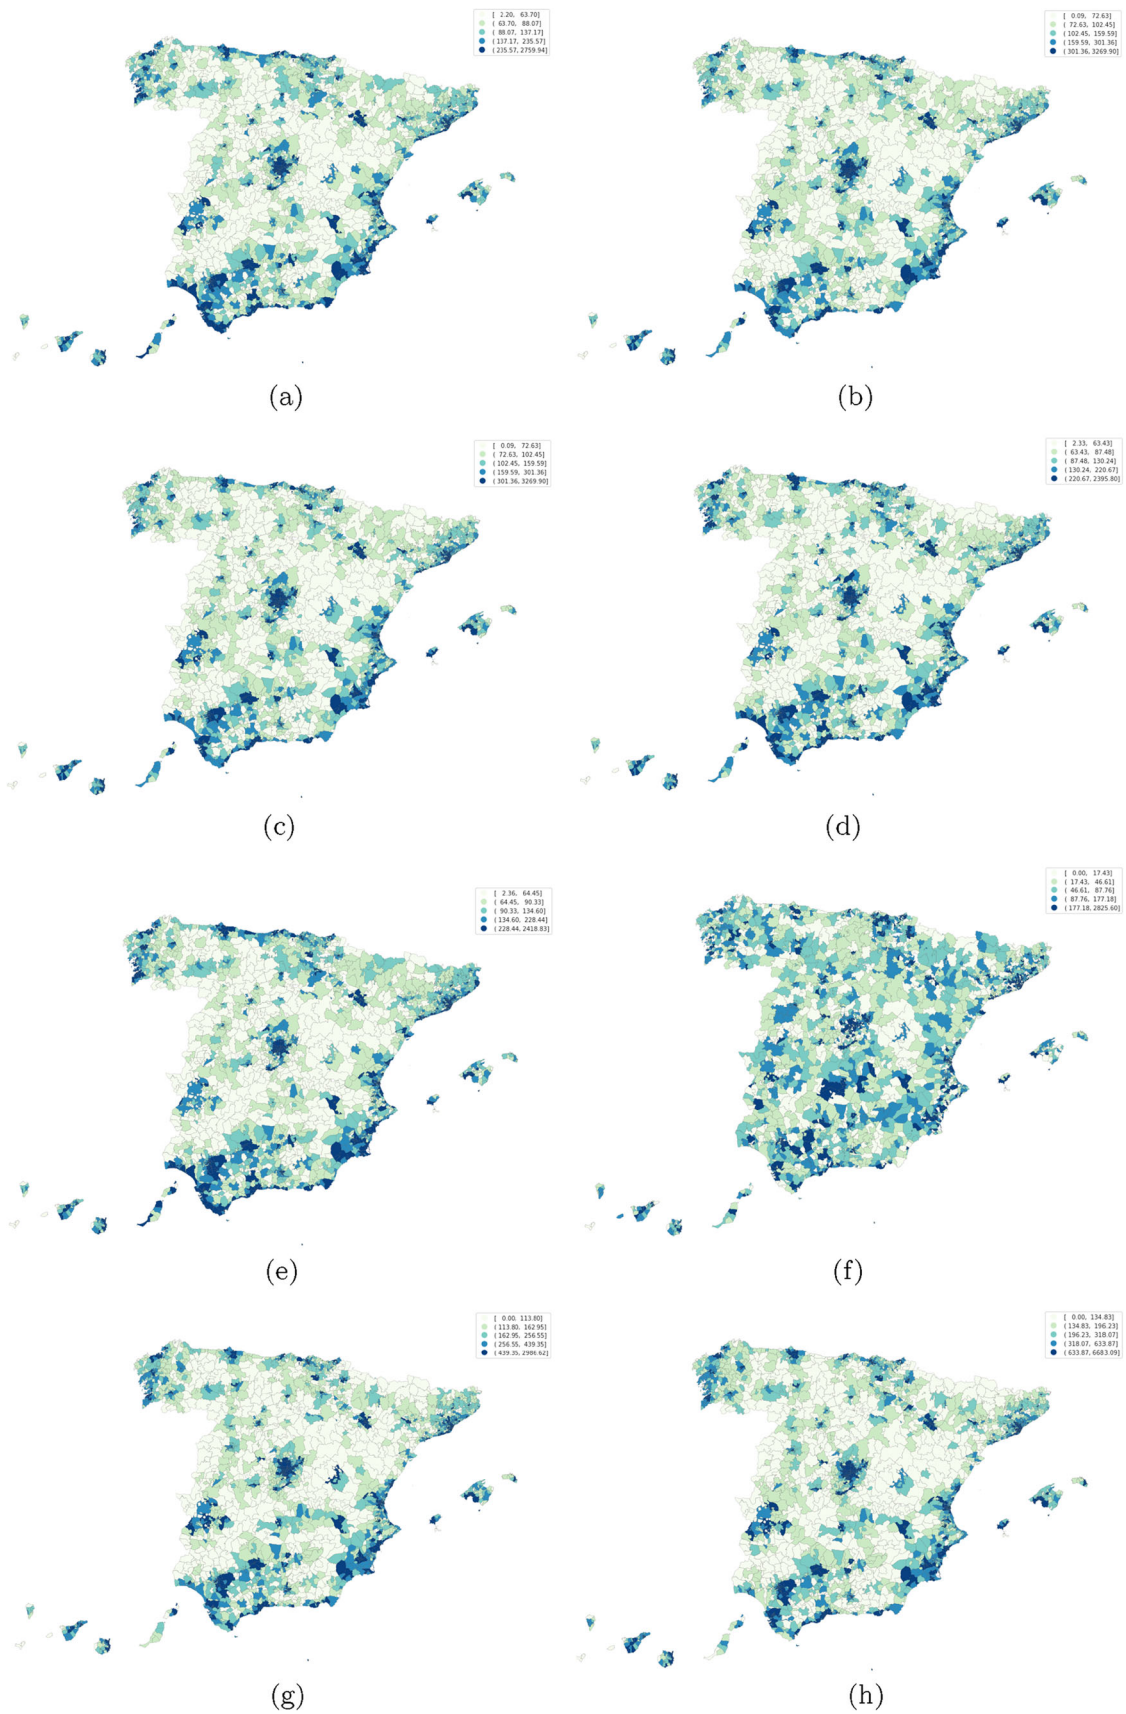 [ 2.20, 63.70]
( 63.70, 88.07]
( 88.07, 137.17]
( 137.17, 235.57]
( 235.57, 2759.94]
[ 0.09, 72.63]
( 72.63, 102.45]
( 102.45, 159.59]
( 159.59, 301.36]
( 301.36, 3269.90]
(a)
(b)
[ 0.09, 72.63]
( 72.63, 102.45]
( 102.45, 159.59]
( 159.59, 301.36]
( 301.36, 3269.90]
[ 2.33, 63.43]
( 63.43, 87.48]
( 87.48, 130.24]
( 130.24, 220.67]
( 220.67, 2395.80]
(c)
(d)
[ 2.36, 64.45]
( 64.45, 90.33]
( 90.33, 134.60]
( 134.60, 228.44]
( 228.44, 2418.83]
[ 0.00, 17.43]
( 17.43, 46.61]
( 46.61, 87.76]
( 87.76, 177.18]
( 177.18, 2825.60]
(e)
(f)
[ 0.00, 113.80]
( 113.80, 162.95]
( 162.95, 256.55]
( 256.55, 439.35]
( 439.35, 2986.62]
[ 0.00, 134.83]
( 134.83, 196.23]
( 196.23, 318.07]
( 318.07, 633.87]
( 633.87, 6683.09]
(g)
(h)